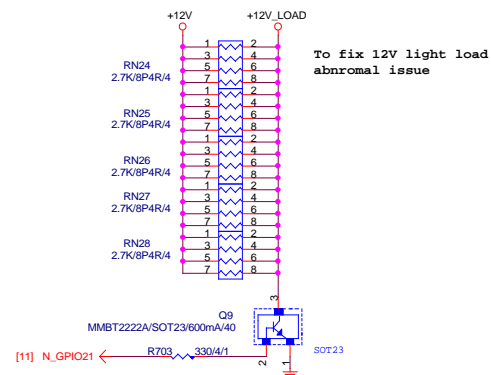 +12V +12V_LOAD
To fix 12V light load
abnromal issue
1 2
RN24 3 4
2.7K/8P4R/4 5 6
7 8
1 2
RN25 3 4
2.7K/8P4R/4 5 6
7 8
1 2
RN26 3 4
2.7K/8P4R/4 5 6
7 8
1 2
RN27 3 4
2.7K/8P4R/4 5 6
7 8
1 2
RN28 3 4
2.7K/8P4R/4 5 6
7 8
3
Q9
MMBT2222A/SOT23/600mA/40
SOT23
[11] N_GPIO21 R703 330/4/1
2 1